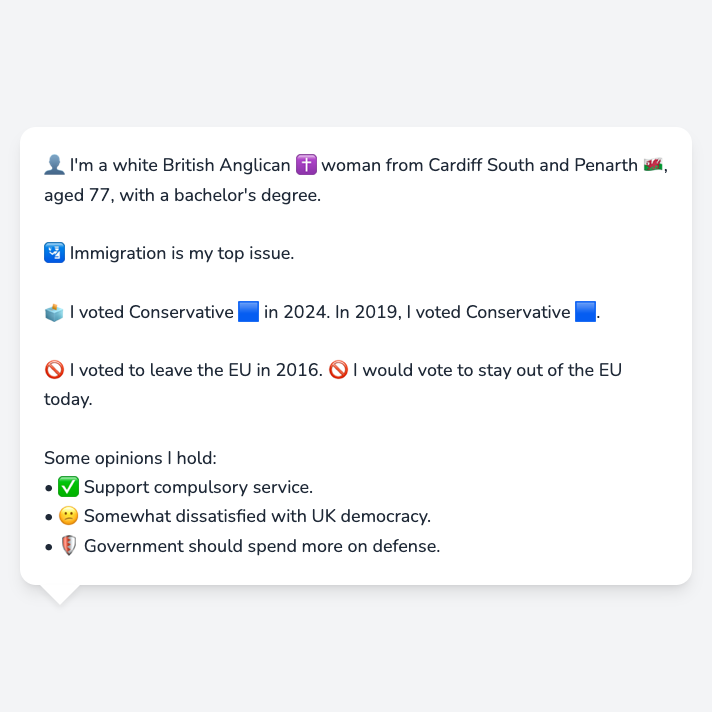 👤 I'm a white British Anglican ✝️ woman from Cardiff South and Penarth 🏴󠁧󠁢󠁷󠁬󠁳󠁿,
aged 77, with a bachelor's degree.
🛂 Immigration is my top issue.
🗳️ I voted Conservative 🟦 in 2024. In 2019, I voted Conservative 🟦.
🚫 I voted to leave the EU in 2016. 🚫 I would vote to stay out of the EU
today.
Some opinions I hold:
• ✅ Support compulsory service.
• 😕 Somewhat dissatisfied with UK democracy.
• 🛡️ Government should spend more on defense.